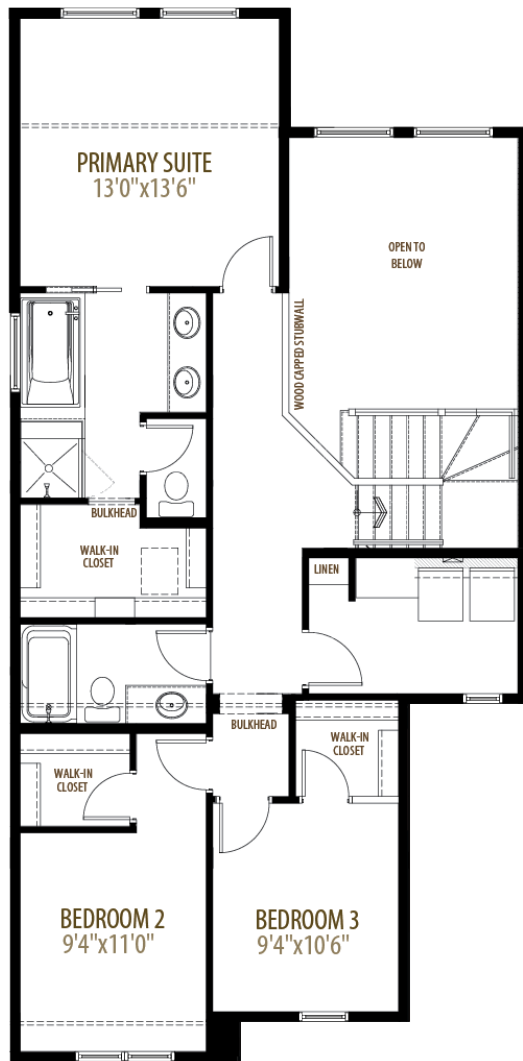 PRIMARY SUITE
13'0"x13'6"
OPEN TO
BELOW
WOOD CAPPED STUBWALL
BULKHEAD
WALK-IN
CLOSET
LINEN
BULKHEAD
WALK-IN
CLOSET
WALK-IN
CLOSET
BEDROOM 2
9'4"x11'0"
BEDROOM 3
9'4"x10'6"